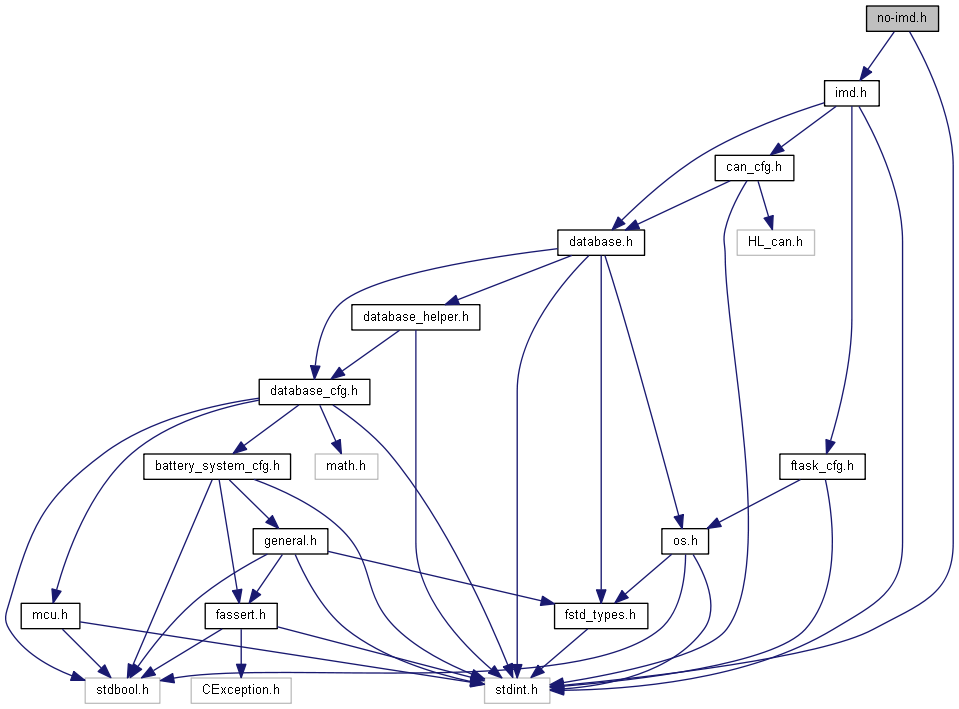 no-imd.h
imd.h
can_cfg.h
database.h
HL_can.h
database_helper.h
database_cfg.h
battery_system_cfg.h
math.h
ftask_cfg.h
general.h
os.h
mcu.h
fassert.h
fstd_types.h
stdbool.h
CException.h
stdint.h